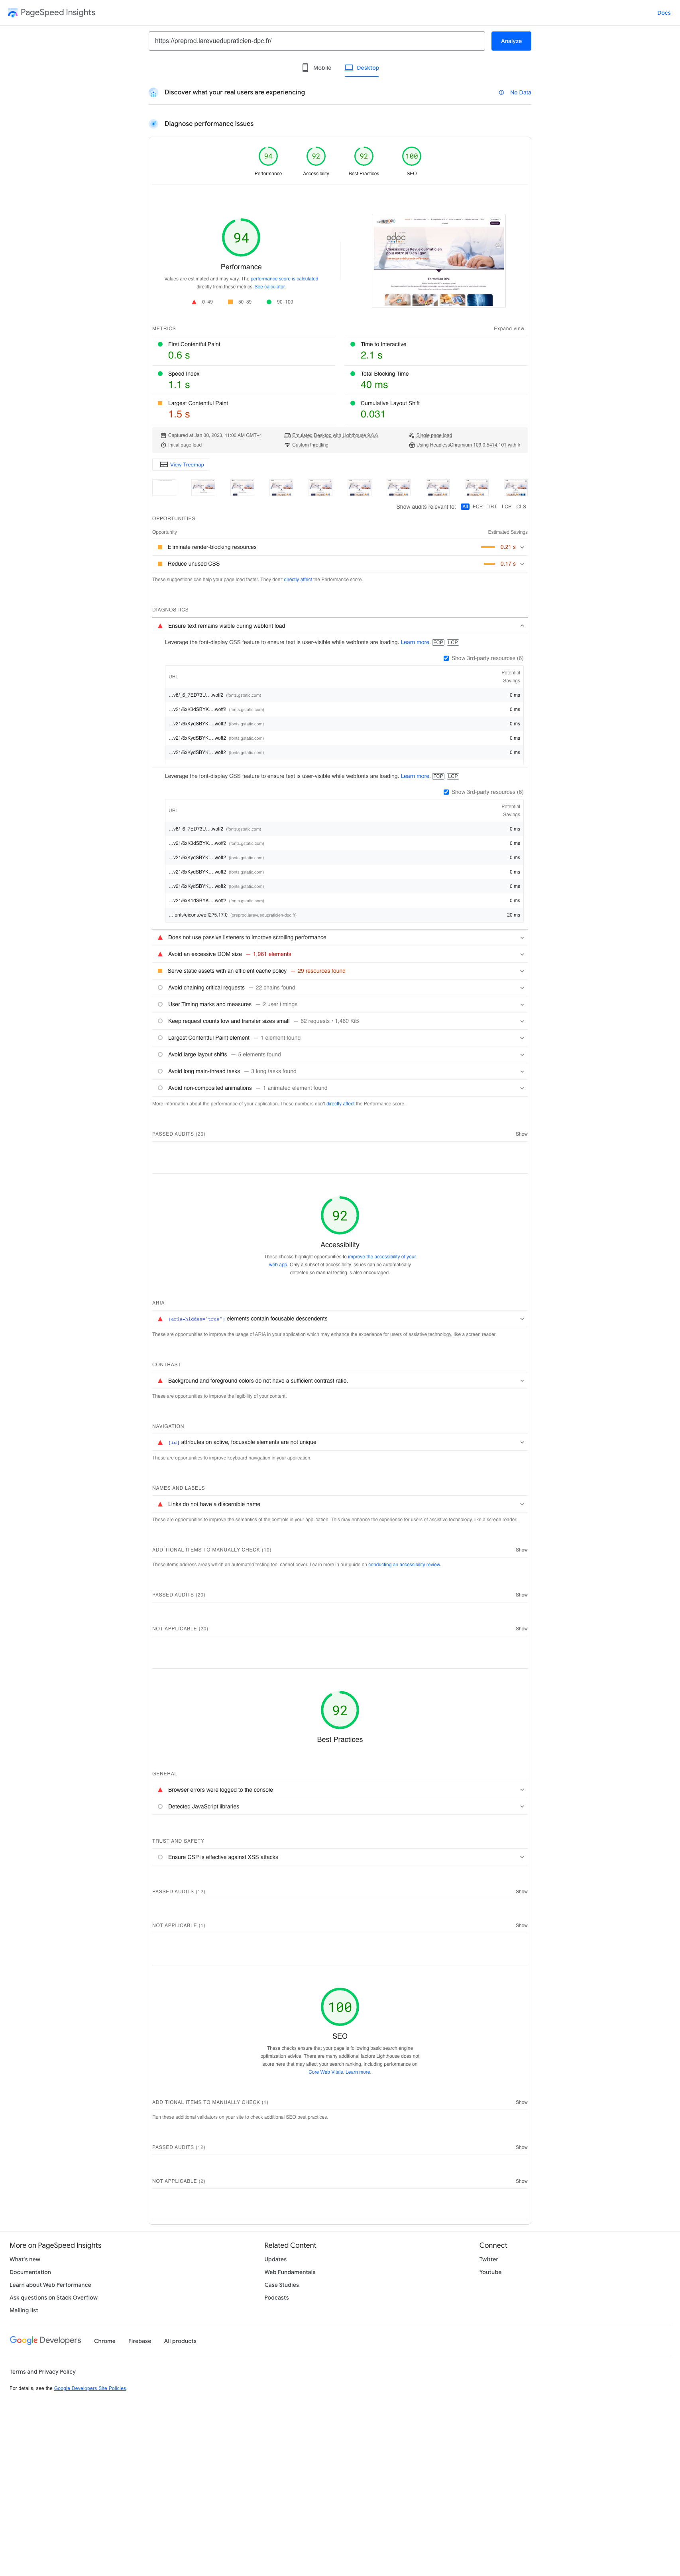 PageSpeed Insights
Docs
https://preprod.larevuedupraticien-dpc.fr/
Analyze
Mobile
Desktop
Discover what your real users are experiencing
No Data
Diagnose performance issues
94
92
92
100
Performance
Accessibility
Best Practices
SEO
94
Performance
Values are estimated and may vary. The performance score is calculated
directly from these metrics. See calculator.
0–49
50–89
90–100
METRICS
Expand view
First Contentful Paint
0.6 s
Time to Interactive
2.1 s
Speed Index
1.1 s
Total Blocking Time
40 ms
Largest Contentful Paint
1.5 s
Cumulative Layout Shift
0.031
Captured at Jan 30, 2023, 11:00 AM GMT+1
Emulated Desktop with Lighthouse 9.6.6
Single page load
Initial page load
Custom throttling
Using HeadlessChromium 109.0.5414.101 with lr
View Treemap
Show audits relevant to: All FCP TBT LCP CLS
OPPORTUNITIES
Opportunity
Estimated Savings
Eliminate render-blocking resources
0.21 s
Reduce unused CSS
0.17 s
These suggestions can help your page load faster. They don't directly affect the Performance score.
DIAGNOSTICS
Ensure text remains visible during webfont load
Leverage the font-display CSS feature to ensure text is user-visible while webfonts are loading. Learn more. FCP LCP
Show 3rd-party resources (6)
URL
Potential
Savings
…v8/_6_7ED73U….woff2 (fonts.gstatic.com)
0 ms
…v21/6xK3dSBYK….woff2 (fonts.gstatic.com)
0 ms
…v21/6xKydSBYK….woff2 (fonts.gstatic.com)
0 ms
…v21/6xKydSBYK….woff2 (fonts.gstatic.com)
0 ms
…v21/6xKydSBYK….woff2 (fonts.gstatic.com)
0 ms
Leverage the font-display CSS feature to ensure text is user-visible while webfonts are loading. Learn more. FCP LCP
Show 3rd-party resources (6)
URL
Potential
Savings
…v8/_6_7ED73U….woff2 (fonts.gstatic.com)
0 ms
…v21/6xK3dSBYK….woff2 (fonts.gstatic.com)
0 ms
…v21/6xKydSBYK….woff2 (fonts.gstatic.com)
0 ms
…v21/6xKydSBYK….woff2 (fonts.gstatic.com)
0 ms
…v21/6xKydSBYK….woff2 (fonts.gstatic.com)
0 ms
…v21/6xK1dSBYK….woff2 (fonts.gstatic.com)
0 ms
…fonts/eicons.woff2?5.17.0 (preprod.larevuedupraticien-dpc.fr)
20 ms
Does not use passive listeners to improve scrolling performance
Avoid an excessive DOM size — 1,961 elements
Serve static assets with an efficient cache policy — 29 resources found
Avoid chaining critical requests — 22 chains found
User Timing marks and measures — 2 user timings
Keep request counts low and transfer sizes small — 62 requests • 1,460 KiB
Largest Contentful Paint element — 1 element found
Avoid large layout shifts — 5 elements found
Avoid long main-thread tasks — 3 long tasks found
Avoid non-composited animations — 1 animated element found
More information about the performance of your application. These numbers don't directly affect the Performance score.
PASSED AUDITS (26)
Show
92
Accessibility
These checks highlight opportunities to improve the accessibility of your
web app. Only a subset of accessibility issues can be automatically
detected so manual testing is also encouraged.
ARIA
[aria-hidden="true"] elements contain focusable descendents
These are opportunities to improve the usage of ARIA in your application which may enhance the experience for users of assistive technology, like a screen reader.
CONTRAST
Background and foreground colors do not have a sufficient contrast ratio.
These are opportunities to improve the legibility of your content.
NAVIGATION
[id] attributes on active, focusable elements are not unique
These are opportunities to improve keyboard navigation in your application.
NAMES AND LABELS
Links do not have a discernible name
These are opportunities to improve the semantics of the controls in your application. This may enhance the experience for users of assistive technology, like a screen reader.
ADDITIONAL ITEMS TO MANUALLY CHECK (10)
Show
These items address areas which an automated testing tool cannot cover. Learn more in our guide on conducting an accessibility review.
PASSED AUDITS (20)
Show
NOT APPLICABLE (20)
Show
92
Best Practices
GENERAL
Browser errors were logged to the console
Detected JavaScript libraries
TRUST AND SAFETY
Ensure CSP is effective against XSS attacks
PASSED AUDITS (12)
Show
NOT APPLICABLE (1)
Show
100
SEO
These checks ensure that your page is following basic search engine
optimization advice. There are many additional factors Lighthouse does not
score here that may affect your search ranking, including performance on
Core Web Vitals. Learn more.
ADDITIONAL ITEMS TO MANUALLY CHECK (1)
Show
Run these additional validators on your site to check additional SEO best practices.
PASSED AUDITS (12)
Show
NOT APPLICABLE (2)
Show
More on PageSpeed Insights
What's new
Documentation
Learn about Web Performance
Ask questions on Stack Overflow
Mailing list
Related Content
Updates
Web Fundamentals
Case Studies
Podcasts
Connect
Twitter
Youtube
Google Developers
Chrome
Firebase
All products
Terms and Privacy Policy
For details, see the Google Developers Site Policies.